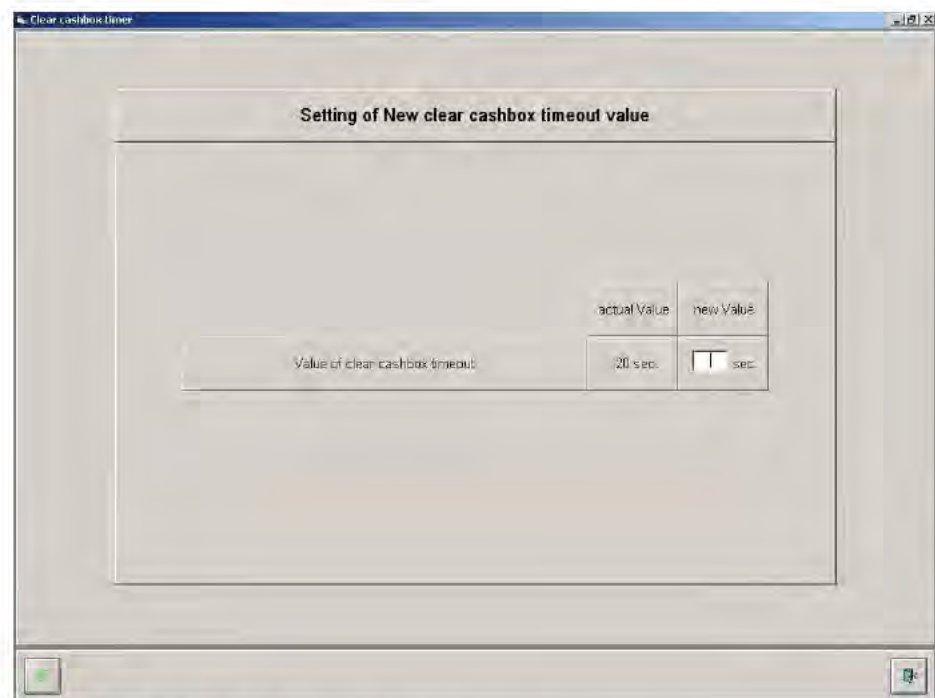 Clear cashbox timer
Setting of New clear cashbox timeout value
actual Value new Value
Value of clear cashbox timeout 20 sec. sec.